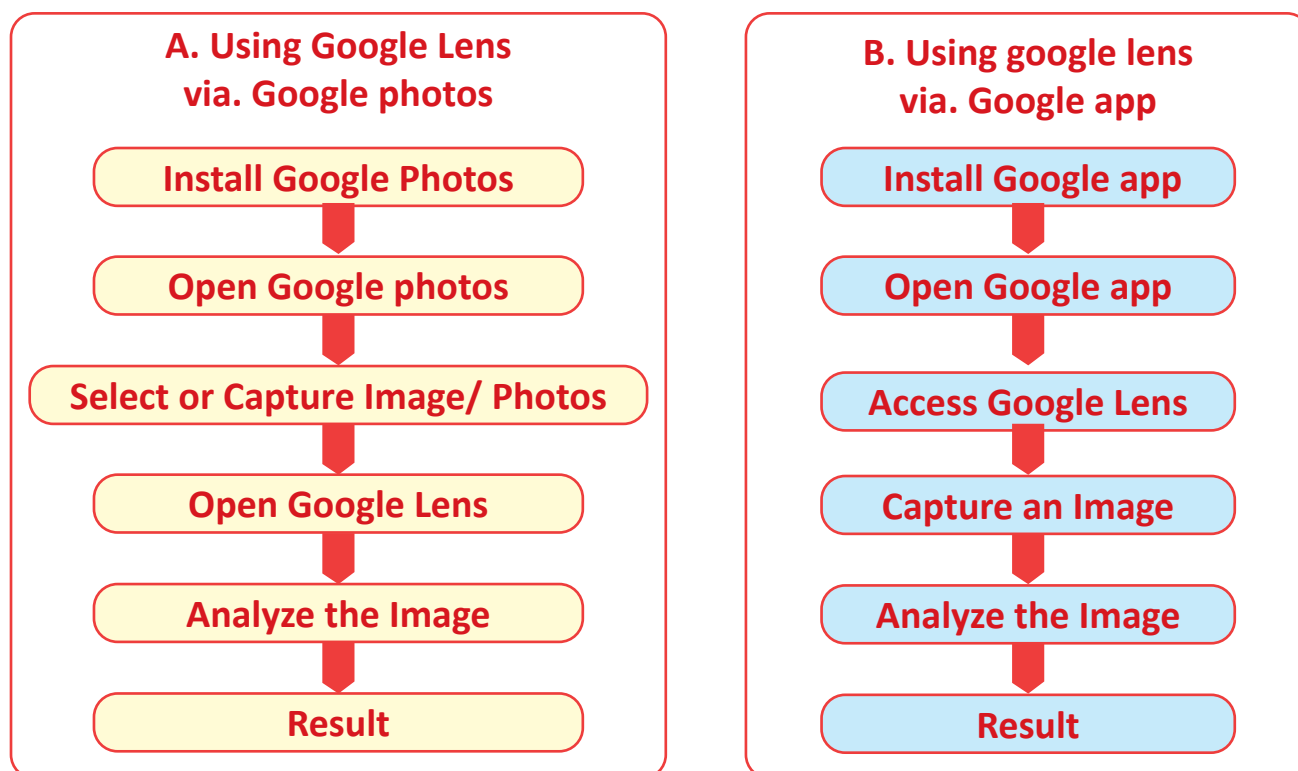 A. Using Google Lens
via. Google photos
Install Google Photos
Open Google photos
Select or Capture Image/ Photos
Open Google Lens
Analyze the Image
Result
B. Using google lens
via. Google app
Install Google app
Open Google app
Access Google Lens
Capture an Image
Analyze the Image
Result